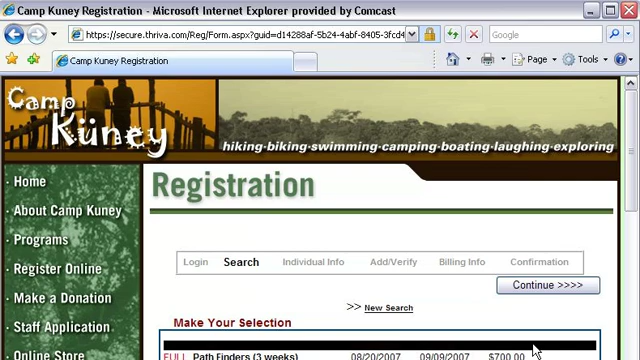 Camp Kuney Registration - Microsoft Internet Explorer provided by Comcast
https://secure.thriva.com/Reg/Form.aspx?guid=d14288af-5b24-4abf-8405-3fcd4
Google
Camp Kuney Registration
Page
Tools
Camp
Küney
hiking-biking-swimming-camping-boating-laughing-exploring
Registration
· Home
· About Camp Kuney
· Programs
· Register Online
· Make a Donation
· Staff Application
· Online Store
Login Search Individual Info Add/Verify Billing Info Confirmation
Continue >>>>
>> New Search
Make Your Selection
FULL Path Finders (3 weeks) 08/20/2007 09/09/2007 $700.00